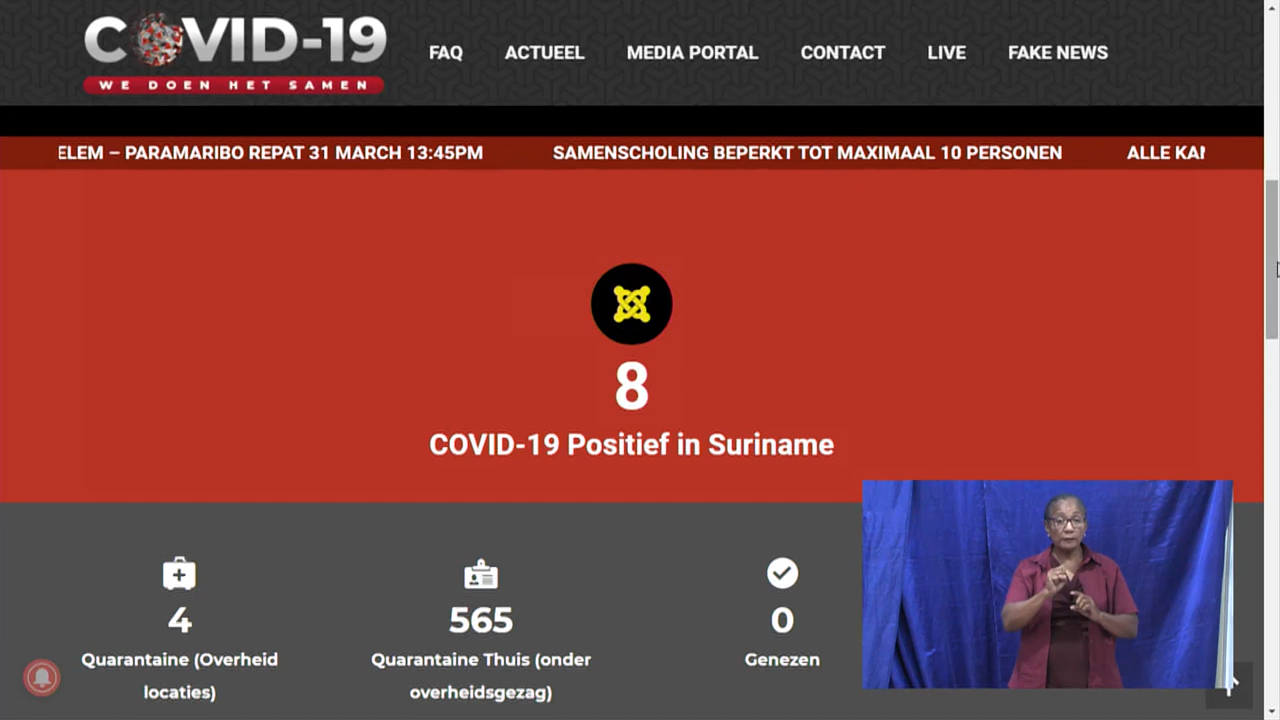 COVID-19
WE DOEN HET SAMEN
FAQ ACTUEEL MEDIA PORTAL CONTACT LIVE FAKE NEWS
ELEM – PARAMARIBO REPAT 31 MARCH 13:45PM SAMENSCHOLING BEPERKT TOT MAXIMAAL 10 PERSONEN ALLE
8
COVID-19 Positief in Suriname
4
Quarantaine (Overheid
locaties)
565
Quarantaine Thuis (onder
overheidsgezag)
0
Genezen